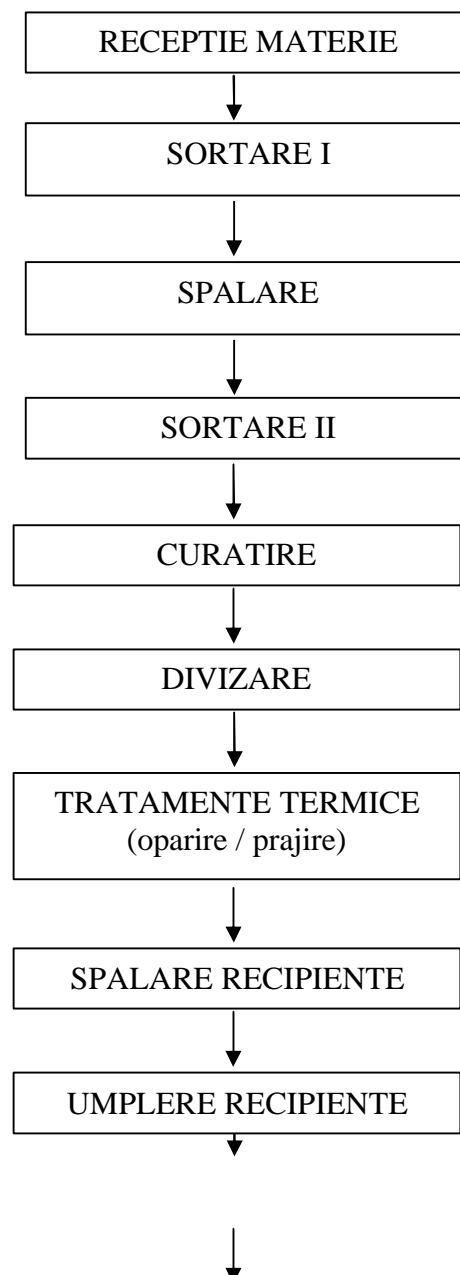 RECEPTIE MATERIE
SORTARE I
SPALARE
SORTARE II
CURATIRE
DIVIZARE
TRATAMENTE TERMICE
(oparire / prajire)
SPALARE RECIPIENTE
UMPLERE RECIPIENTE